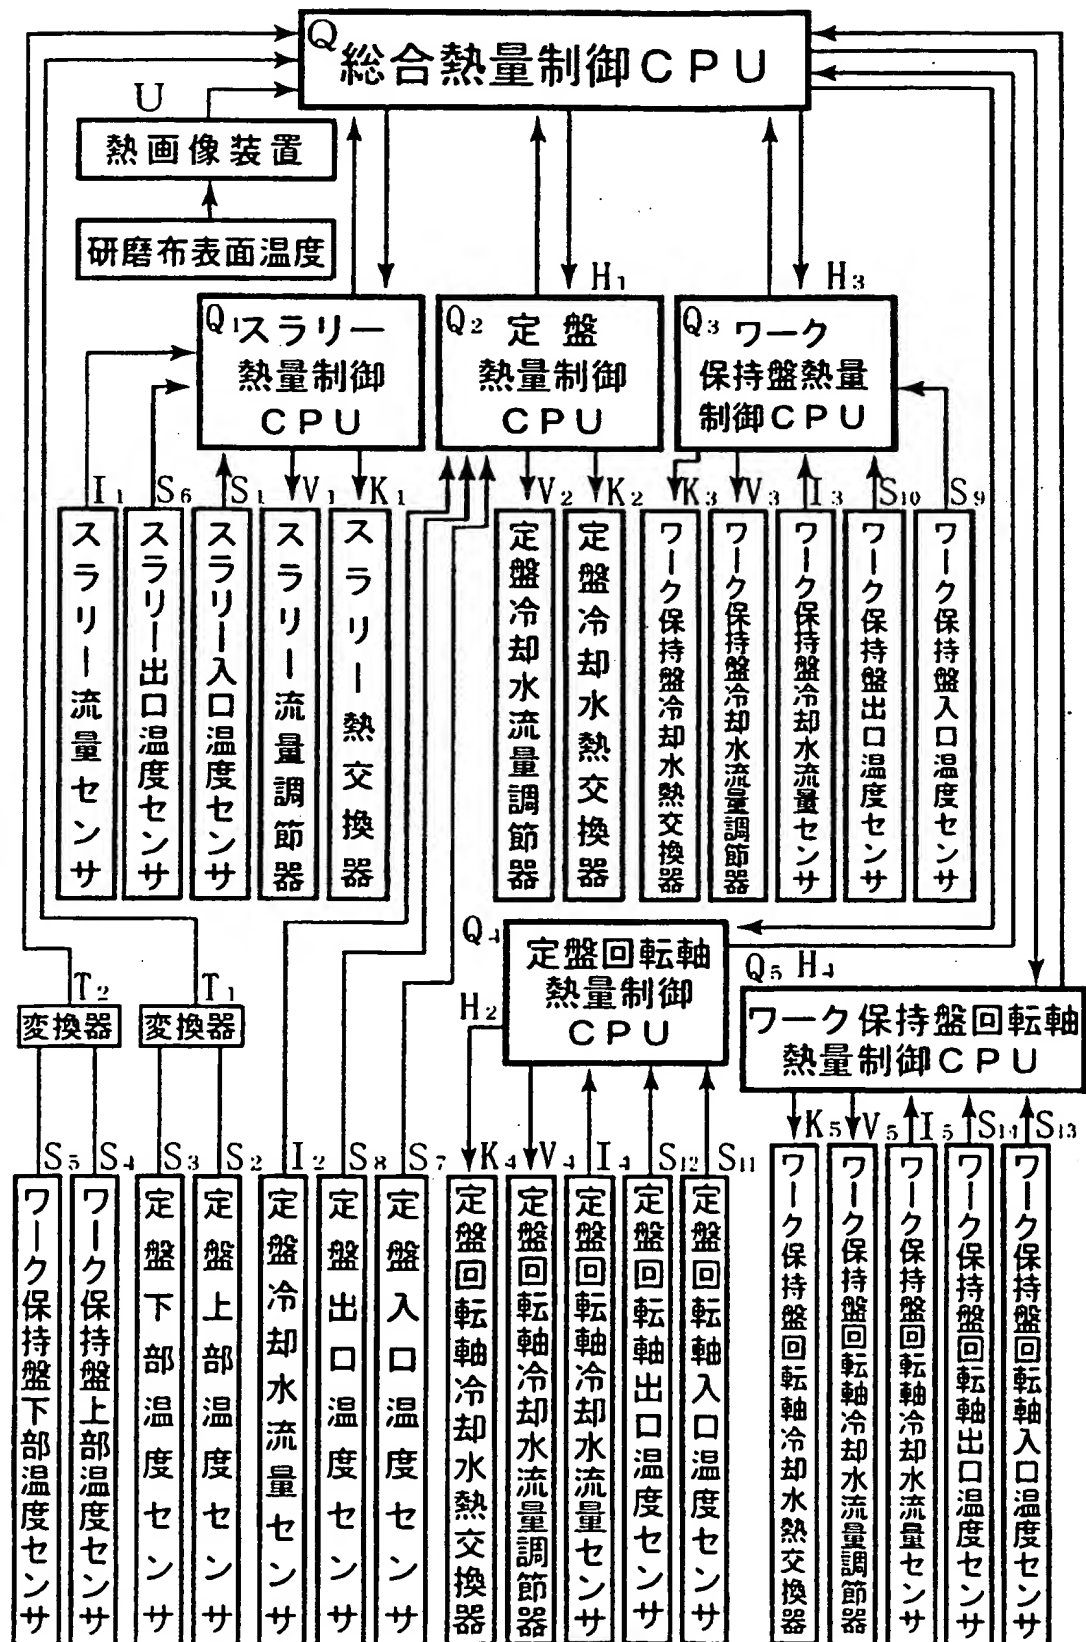 Q
総合熱量制御CPU
U
熱画像装置
研磨布表面温度
H1
H3
Q1 スラリー
熱量制御
CPU
Q2 定盤
熱量制御
CPU
Q3 ワーク
保持盤熱量
制御CPU
I1 S6 S1 V1 K1 V2 K2 K3 V3 I3 S10 S9
スラリー流量センサ
スラリー出口温度センサ
スラリー入口温度センサ
スラリー流量調節器
スラリー熱交換器
定盤冷却水流量調節器
定盤冷却水熱交換器
ワーク保持盤冷却水熱交換器
ワーク保持盤冷却水流量調節器
ワーク保持盤冷却水流量センサ
ワーク保持盤出口温度センサ
ワーク保持盤入口温度センサ
Q4
定盤回転軸
熱量制御
CPU
H2
Q5 H4
ワーク保持盤回転軸
熱量制御CPU
T2
変換器
T1
変換器
S5 S4 S3 S2 I2 S8 S7 K4 V4 I4 S12 S11
K5 V5 I5 S14 S13
ワーク保持盤下部温度センサ
ワーク保持盤上部温度センサ
定盤下部温度センサ
定盤上部温度センサ
定盤冷却水流量センサ
定盤出口温度センサ
定盤入口温度センサ
定盤回転軸冷却水熱交換器
定盤回転軸冷却水流量調節器
定盤回転軸冷却水流量センサ
定盤回転軸出口温度センサ
定盤回転軸入口温度センサ
ワーク保持盤回転軸冷却水熱交換器
ワーク保持盤回転軸冷却水流量調節器
ワーク保持盤回転軸冷却水流量センサ
ワーク保持盤回転軸出口温度センサ
ワーク保持盤回転軸入口温度センサ